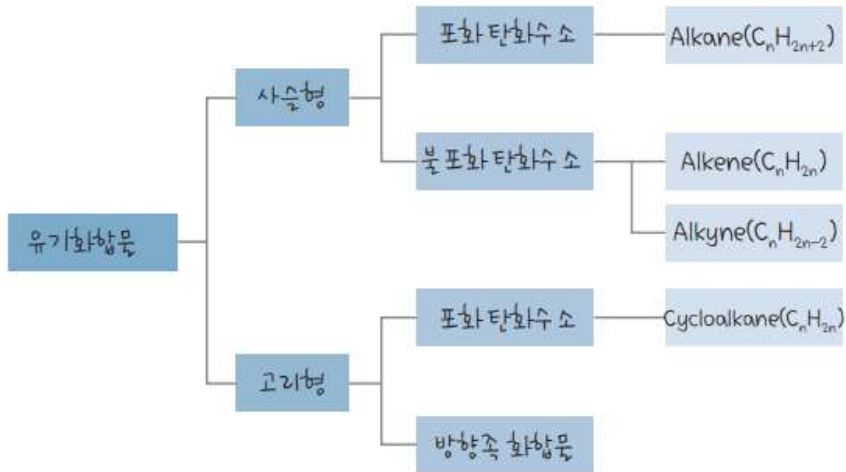 포화 탄화수소
Alkane(CₙH₂ₙ₊₂)
사슬형
불포화 탄화수소
Alkene(CₙH₂ₙ)
Alkyne(CₙH₂ₙ₋₂)
유기화합물
포화 탄화수소
Cycloalkane(CₙH₂ₙ)
고리형
방향족 화합물